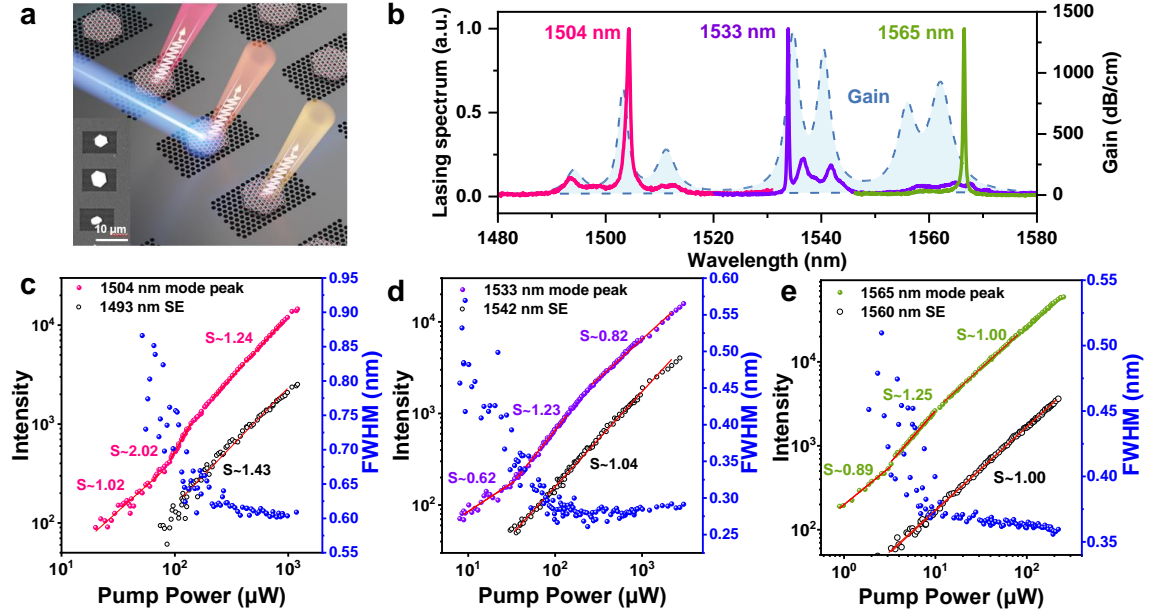 a
10 µm
b
1504 nm
1533 nm
1565 nm
Gain
Lasing spectrum (a.u.)
1.0
0.5
0.0
Gain (dB/cm)
1500
1000
500
0
1480
1500
1520
1540
1560
1580
Wavelength (nm)
c
1504 nm mode peak
1493 nm SE
S~1.24
S~2.02
S~1.43
S~1.02
Intensity
10⁴
10³
10²
FWHM (nm)
0.90
0.85
0.80
0.75
0.70
0.65
0.60
0.55
0.95
10¹
10²
10³
Pump Power (µW)
d
1533 nm mode peak
1542 nm SE
S~0.82
S~1.23
S~0.62
S~1.04
Intensity
10⁴
10³
10²
FWHM (nm)
0.60
0.55
0.50
0.45
0.40
0.35
0.30
0.25
10¹
10²
10³
Pump Power (µW)
e
1565 nm mode peak
1560 nm SE
S~1.00
S~1.25
S~0.89
S~1.00
Intensity
10⁴
10³
10²
FWHM (nm)
0.55
0.50
0.45
0.40
0.35
10⁰
10¹
10²
Pump Power (µW)